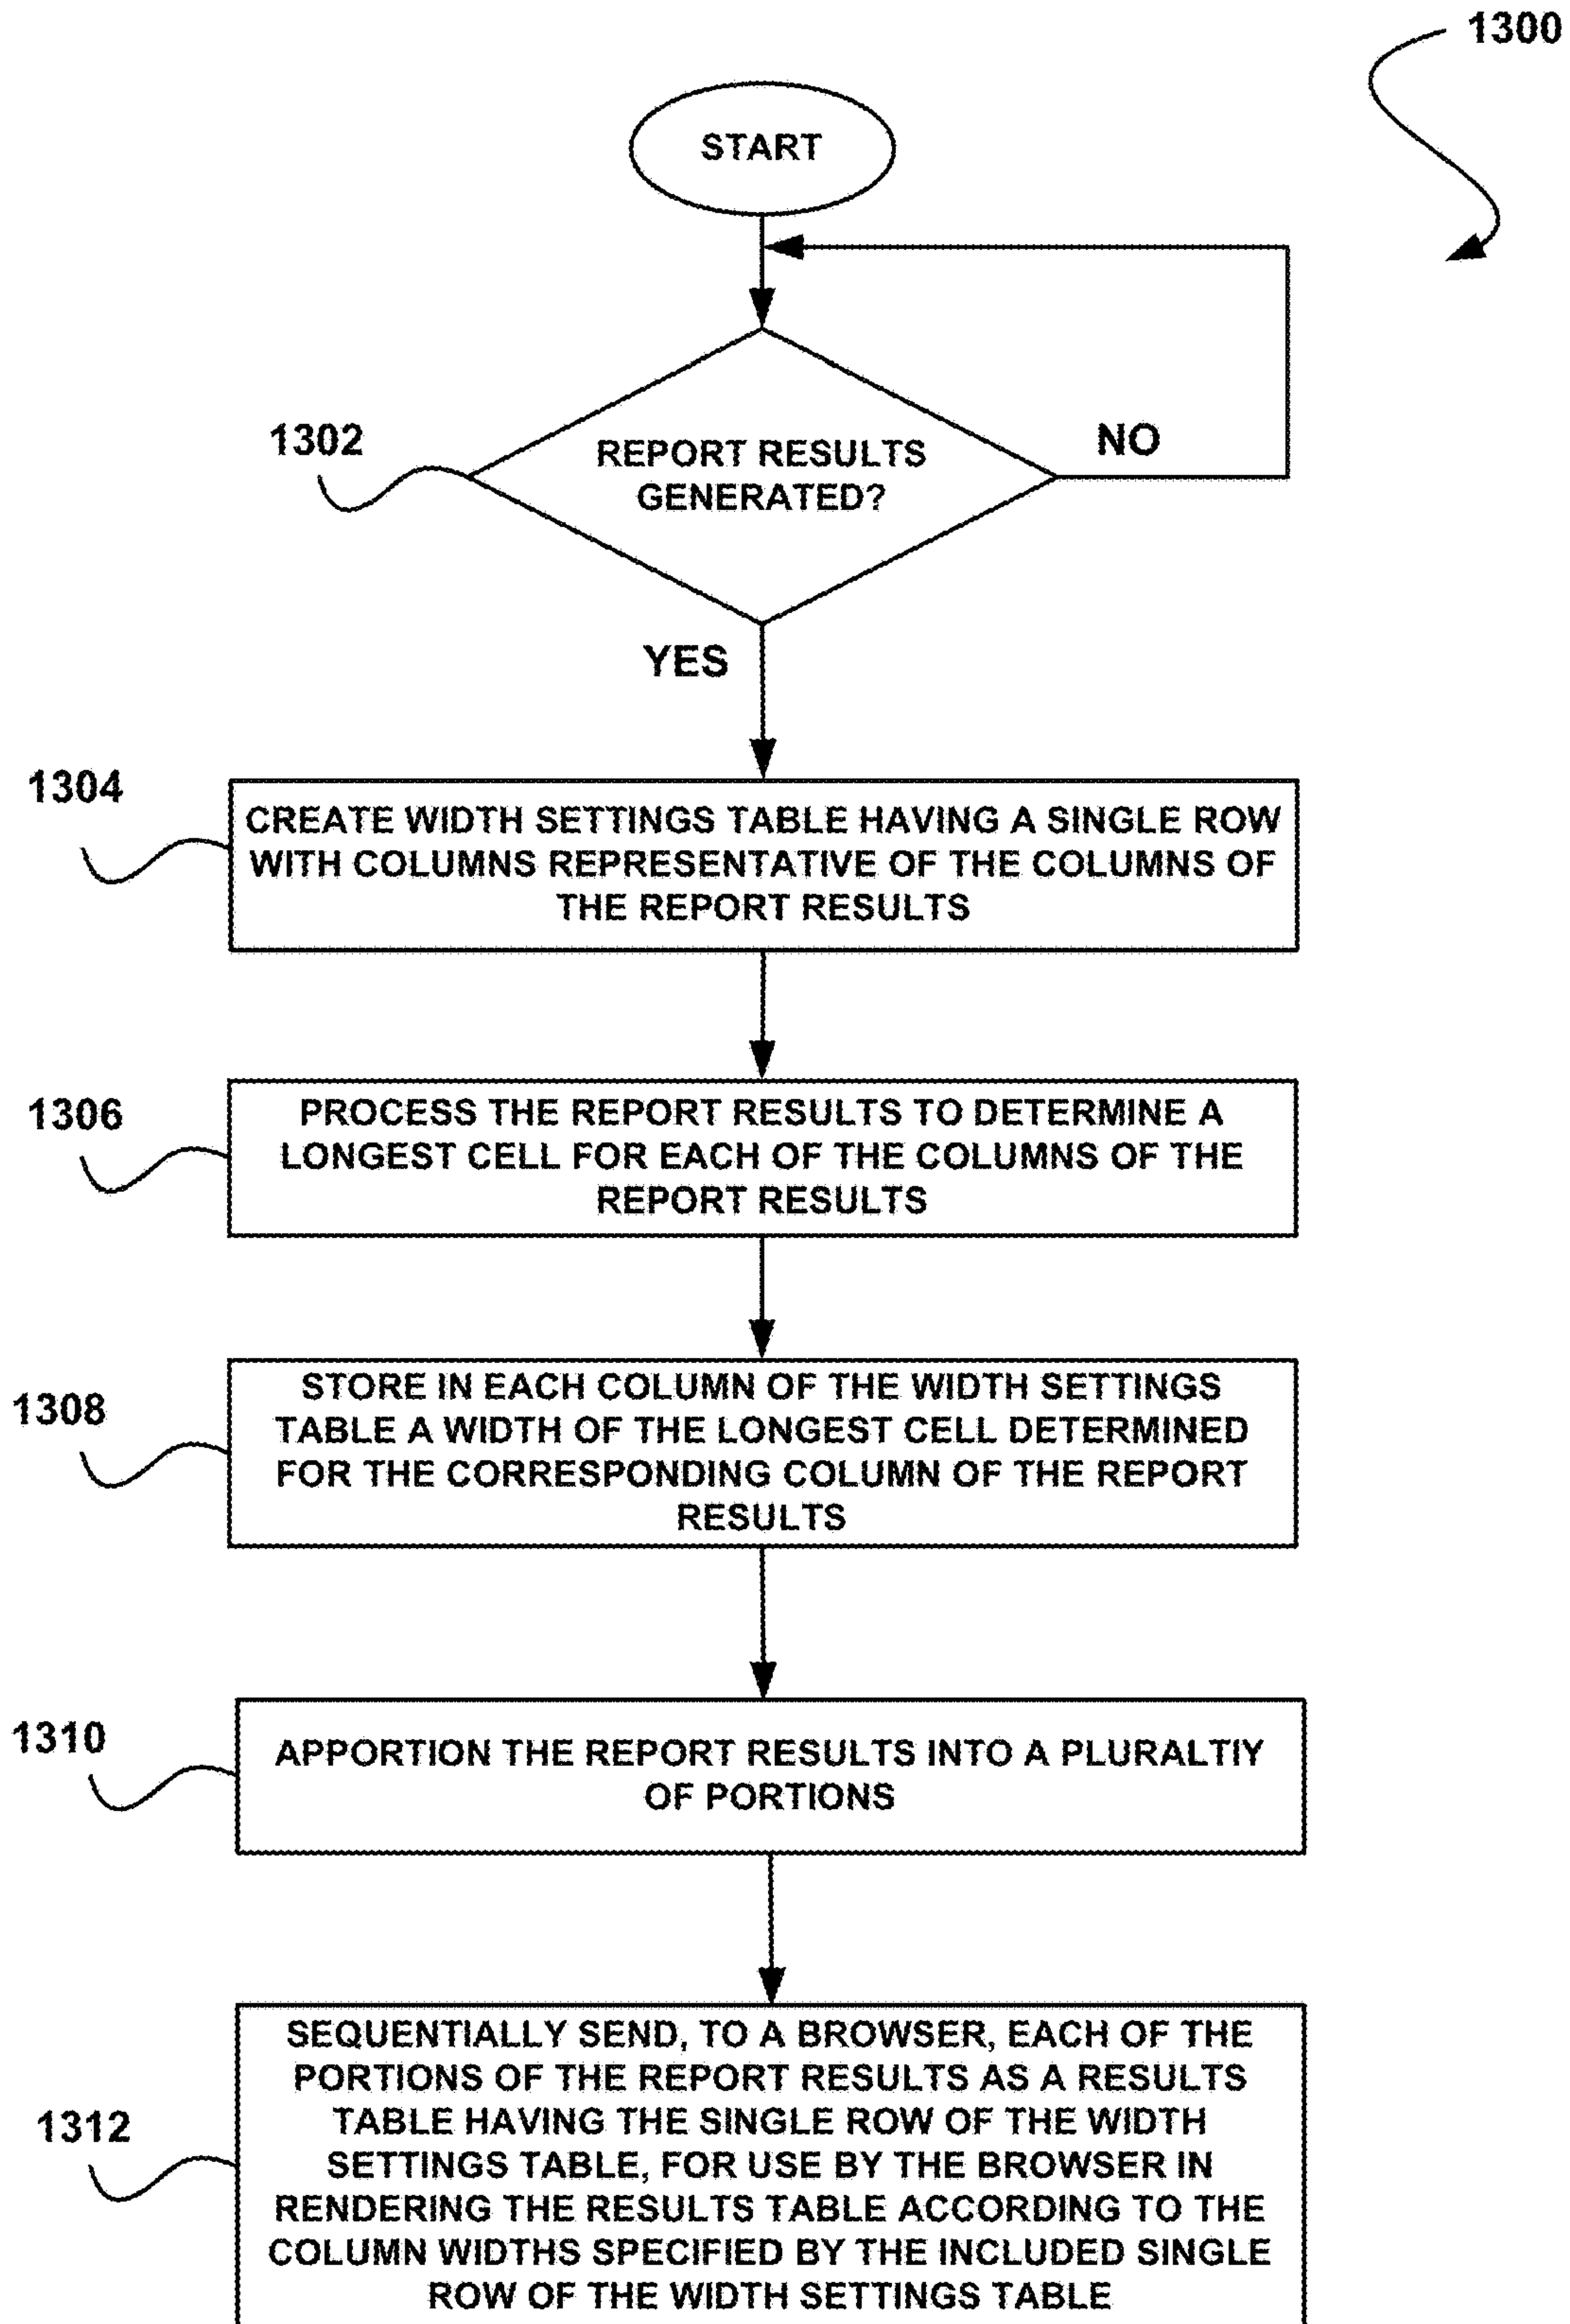 1300
START
1302
REPORT RESULTS
GENERATED?
NO
YES
1304
CREATE WIDTH SETTINGS TABLE HAVING A SINGLE ROW
WITH COLUMNS REPRESENTATIVE OF THE COLUMNS OF
THE REPORT RESULTS
1306
PROCESS THE REPORT RESULTS TO DETERMINE A
LONGEST CELL FOR EACH OF THE COLUMNS OF THE
REPORT RESULTS
1308
STORE IN EACH COLUMN OF THE WIDTH SETTINGS
TABLE A WIDTH OF THE LONGEST CELL DETERMINED
FOR THE CORRESPONDING COLUMN OF THE REPORT
RESULTS
1310
APPORTION THE REPORT RESULTS INTO A PLURALTIY
OF PORTIONS
1312
SEQUENTIALLY SEND, TO A BROWSER, EACH OF THE
PORTIONS OF THE REPORT RESULTS AS A RESULTS
TABLE HAVING THE SINGLE ROW OF THE WIDTH
SETTINGS TABLE, FOR USE BY THE BROWSER IN
RENDERING THE RESULTS TABLE ACCORDING TO THE
COLUMN WIDTHS SPECIFIED BY THE INCLUDED SINGLE
ROW OF THE WIDTH SETTINGS TABLE